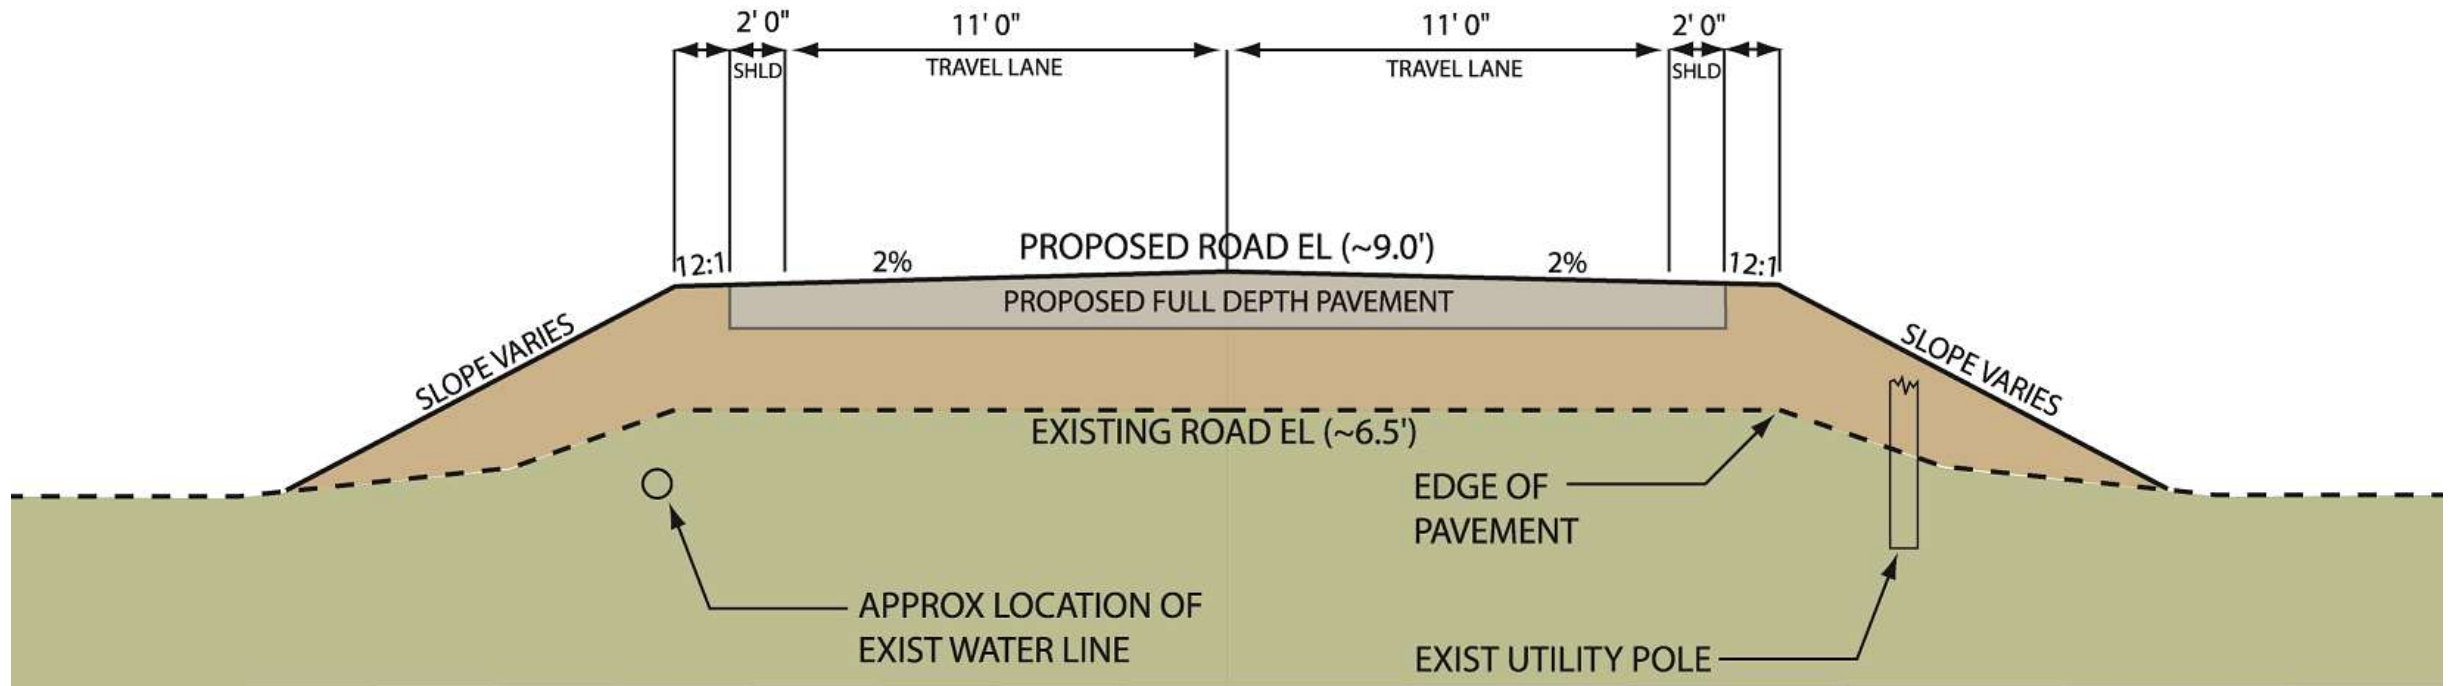 2' 0"
11' 0"
11' 0"
2' 0"
SHLD
TRAVEL LANE
TRAVEL LANE
SHLD
PROPOSED ROAD EL (~9.0')
12:1
2%
2%
12:1
PROPOSED FULL DEPTH PAVEMENT
SLOPE VARIES
SLOPE VARIES
EXISTING ROAD EL (~6.5')
EDGE OF
PAVEMENT
APPROX LOCATION OF
EXIST WATER LINE
EXIST UTILITY POLE